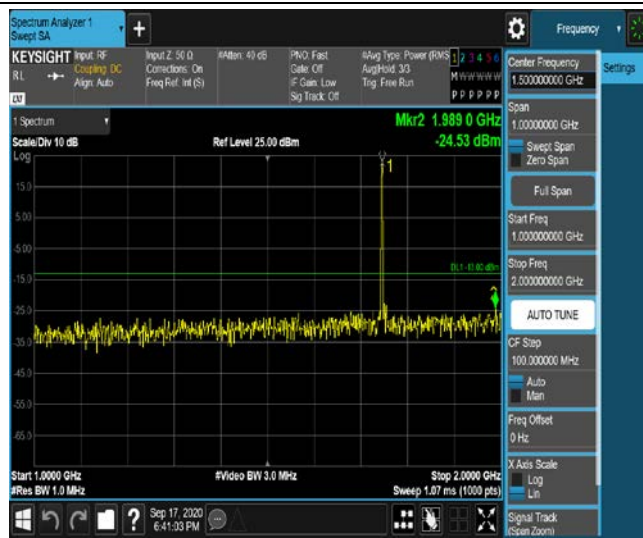 Spectrum Analyzer 1
Swept SA
Frequency
KEYSIGHT
RL
Input: RF
Coupling: DC
Align: Auto
Input Z: 50 Ω
Corrections: On
Freq Ref: Int (S)
#Atten: 40 dB
PNO: Fast
Gate: Off
IF Gain: Low
Sig Track: Off
#Avg Type: Power (RMS
Avg|Hold: 3/3
Trig: Free Run
1 2 3 4 5 6
M W W W W W
P P P P P P
1 Spectrum
Scale/Div 10 dB
Log
Ref Level 25.00 dBm
Mkr2 1.989 0 GHz
-24.53 dBm
1
15.0
5.00
-5.00
-15.0
-25.0
-35.0
-45.0
-55.0
-65.0
DL1 -13.00 dBm
Start 1.0000 GHz
#Res BW 1.0 MHz
#Video BW 3.0 MHz
Stop 2.0000 GHz
Sweep 1.07 ms (1000 pts)
Sep 17, 2020
6:41:03 PM
Center Frequency
1.500000000 GHz
Settings
Span
1.00000000 GHz
Swept Span
Zero Span
Full Span
Start Freq
1.000000000 GHz
Stop Freq
2.000000000 GHz
AUTO TUNE
CF Step
100.000000 MHz
Auto
Man
Freq Offset
0 Hz
X Axis Scale
Log
Lin
Signal Track
(Span Zoom)